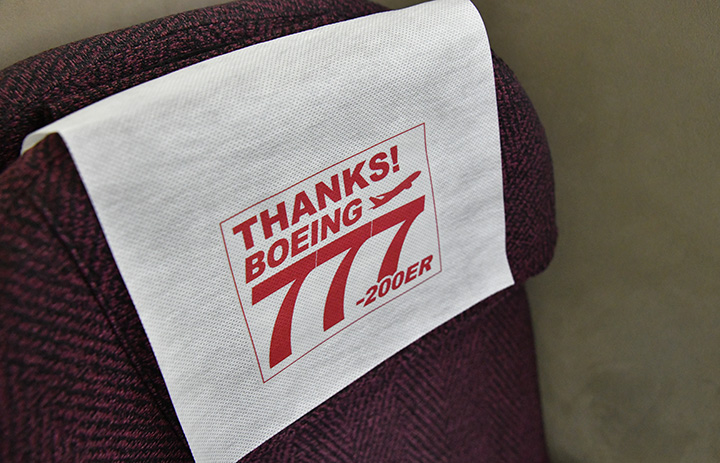 THANKS!
BOEING
777
-200ER